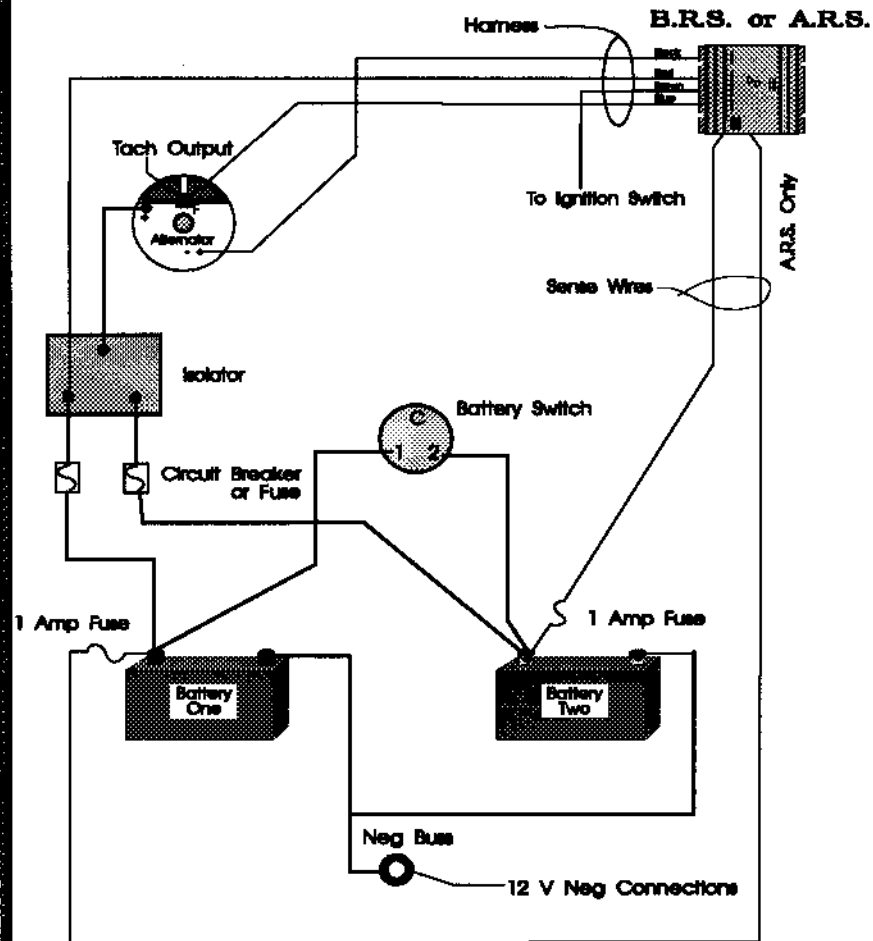 B.R.S. or A.R.S.
Harness
Black
Red
Brown
Blue
Tach Output
F
+
Alternator
-
To Ignition Switch
A.R.S. Only
Sense Wires
Isolator
Battery Switch
C
1 2
Circuit Breaker
or Fuse
1 Amp Fuse
1 Amp Fuse
Battery
One
Battery
Two
Neg Buss
12 V Neg Connections